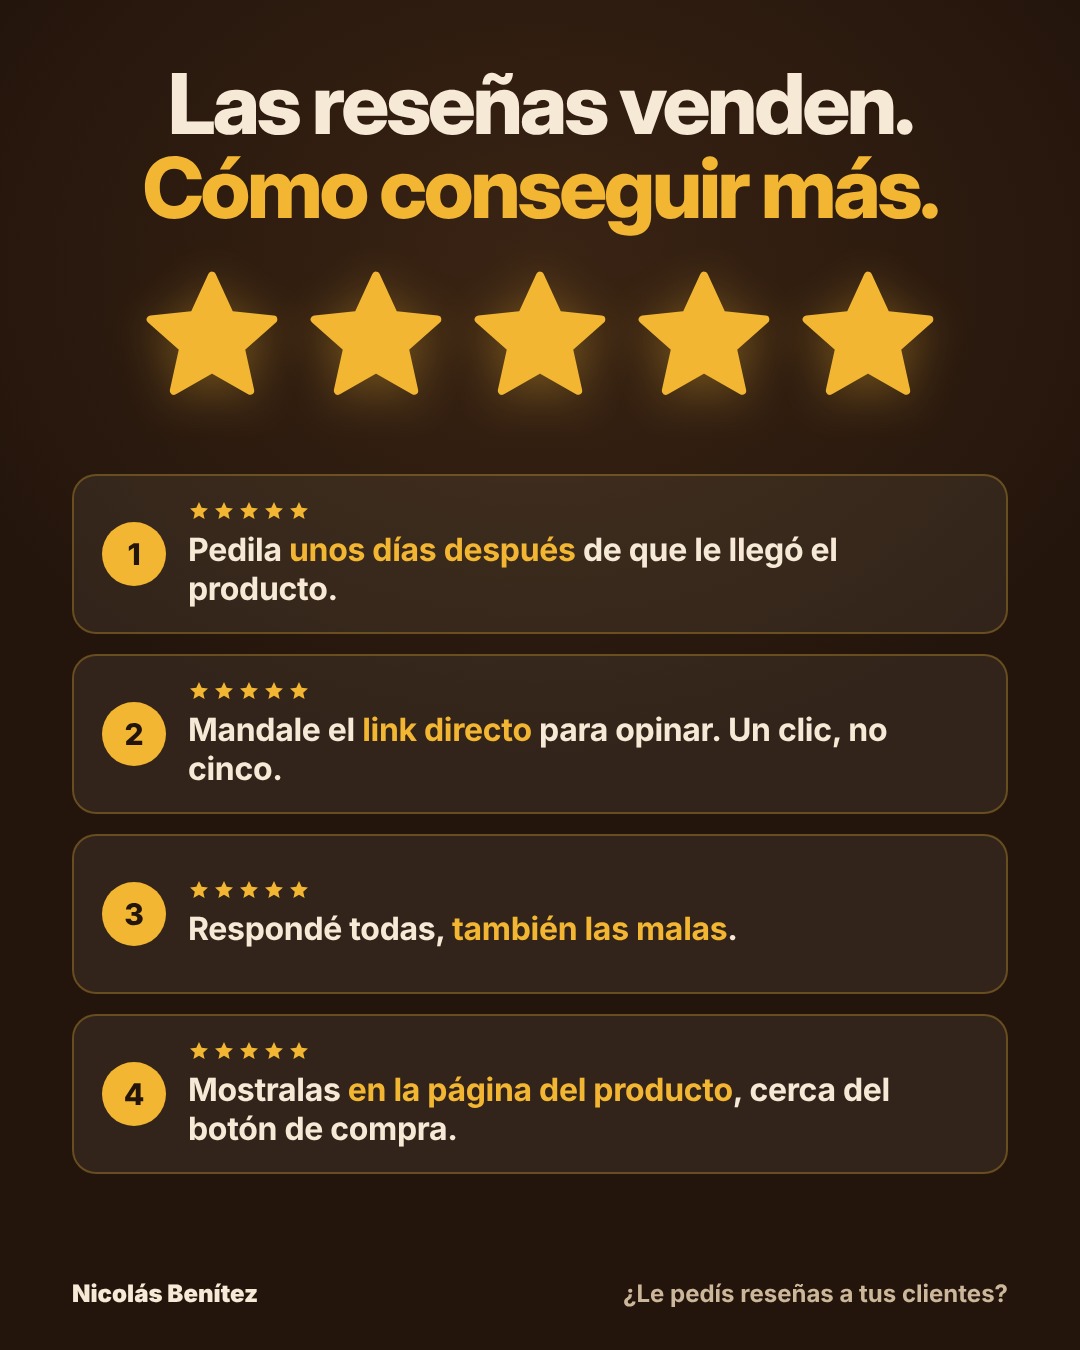 Las reseñas venden.
Cómo conseguir más.
1
Pedila unos días después de que le llegó el
producto.
2
Mandale el link directo para opinar. Un clic, no
cinco.
3
Respondé todas, también las malas.
4
Mostralas en la página del producto, cerca del
botón de compra.
Nicolás Benítez
¿Le pedís reseñas a tus clientes?